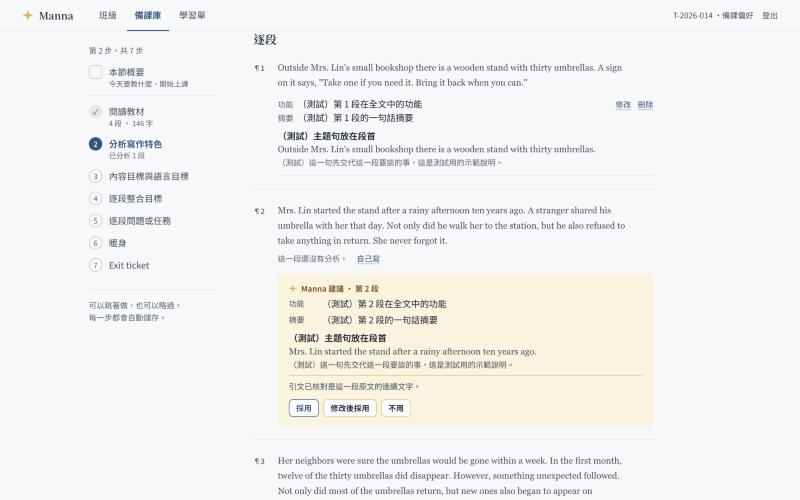 Manna
班級
備課庫
學習單
T-2026-014 · 備課偏好
登出
第 2 步，共 7 步
本節概要
今天要教什麼、開始上課
閱讀教材
4 段 · 146 字
2 分析寫作特色
已分析 1 段
3 內容目標與語言目標
4 逐段整合目標
5 逐段問題或任務
6 暖身
7 Exit ticket
可以跳著做，也可以略過。
每一步都會自動儲存。
逐段
¶1 Outside Mrs. Lin's small bookshop there is a wooden stand with thirty umbrellas. A sign
on it says, "Take one if you need it. Bring it back when you can."
功能 （測試）第 1 段在全文中的功能
修改 刪除
摘要 （測試）第 1 段的一句話摘要
（測試）主題句放在段首
Outside Mrs. Lin's small bookshop there is a wooden stand with thirty umbrellas.
（測試）這一句先交代這一段要談的事，這是測試用的示範說明。
¶2 Mrs. Lin started the stand after a rainy afternoon ten years ago. A stranger shared his
umbrella with her that day. Not only did he walk her to the station, but he also refused to
take anything in return. She never forgot it.
這一段還沒有分析。 自己寫
Manna 建議 · 第 2 段
功能 （測試）第 2 段在全文中的功能
摘要 （測試）第 2 段的一句話摘要
（測試）主題句放在段首
Mrs. Lin started the stand after a rainy afternoon ten years ago.
（測試）這一句先交代這一段要談的事，這是測試用的示範說明。
引文已核對是這一段原文的連續文字。
採用 修改後採用 不用
¶3 Her neighbors were sure the umbrellas would be gone within a week. In the first month,
twelve of the thirty umbrellas did disappear. However, something unexpected followed.
Not only did most of the umbrellas return, but new ones also began to appear on